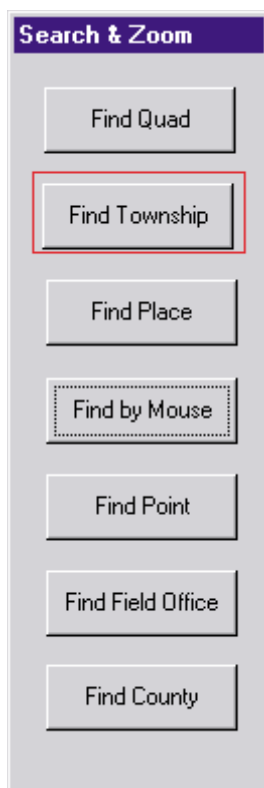 Search & Zoom
Find Quad
Find Township
Find Place
Find by Mouse
Find Point
Find Field Office
Find County